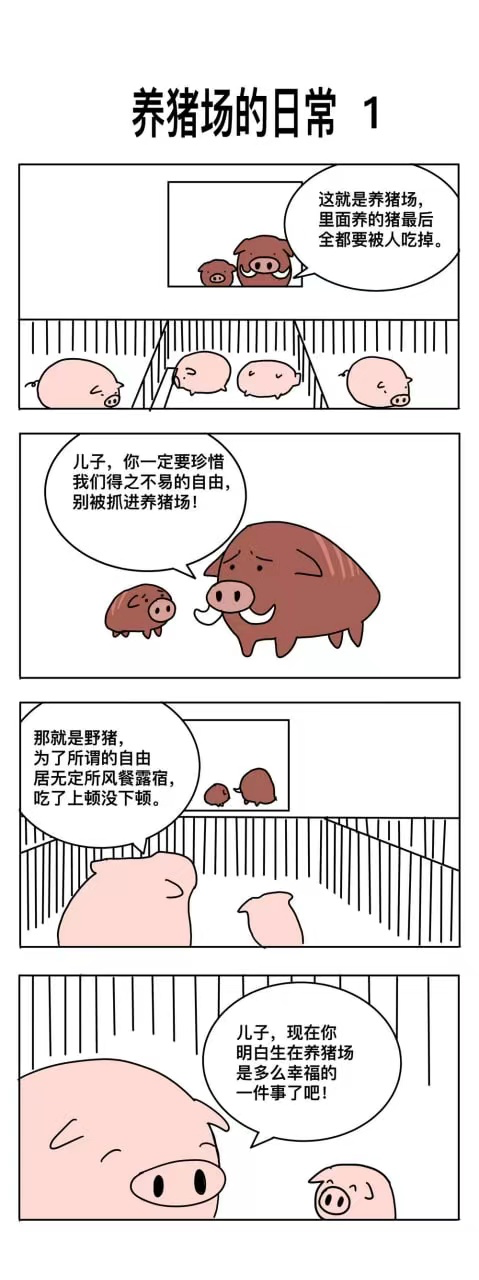 养猪场的日常 1
这就是养猪场，
里面养的猪最后
全都要被人吃掉。
儿子，你一定要珍惜
我们得之不易的自由，
别被抓进养猪场！
那就是野猪，
为了所谓的自由
居无定所风餐露宿，
吃了上顿没下顿。
儿子，现在你
明白生在养猪场
是多么幸福的
一件事了吧！